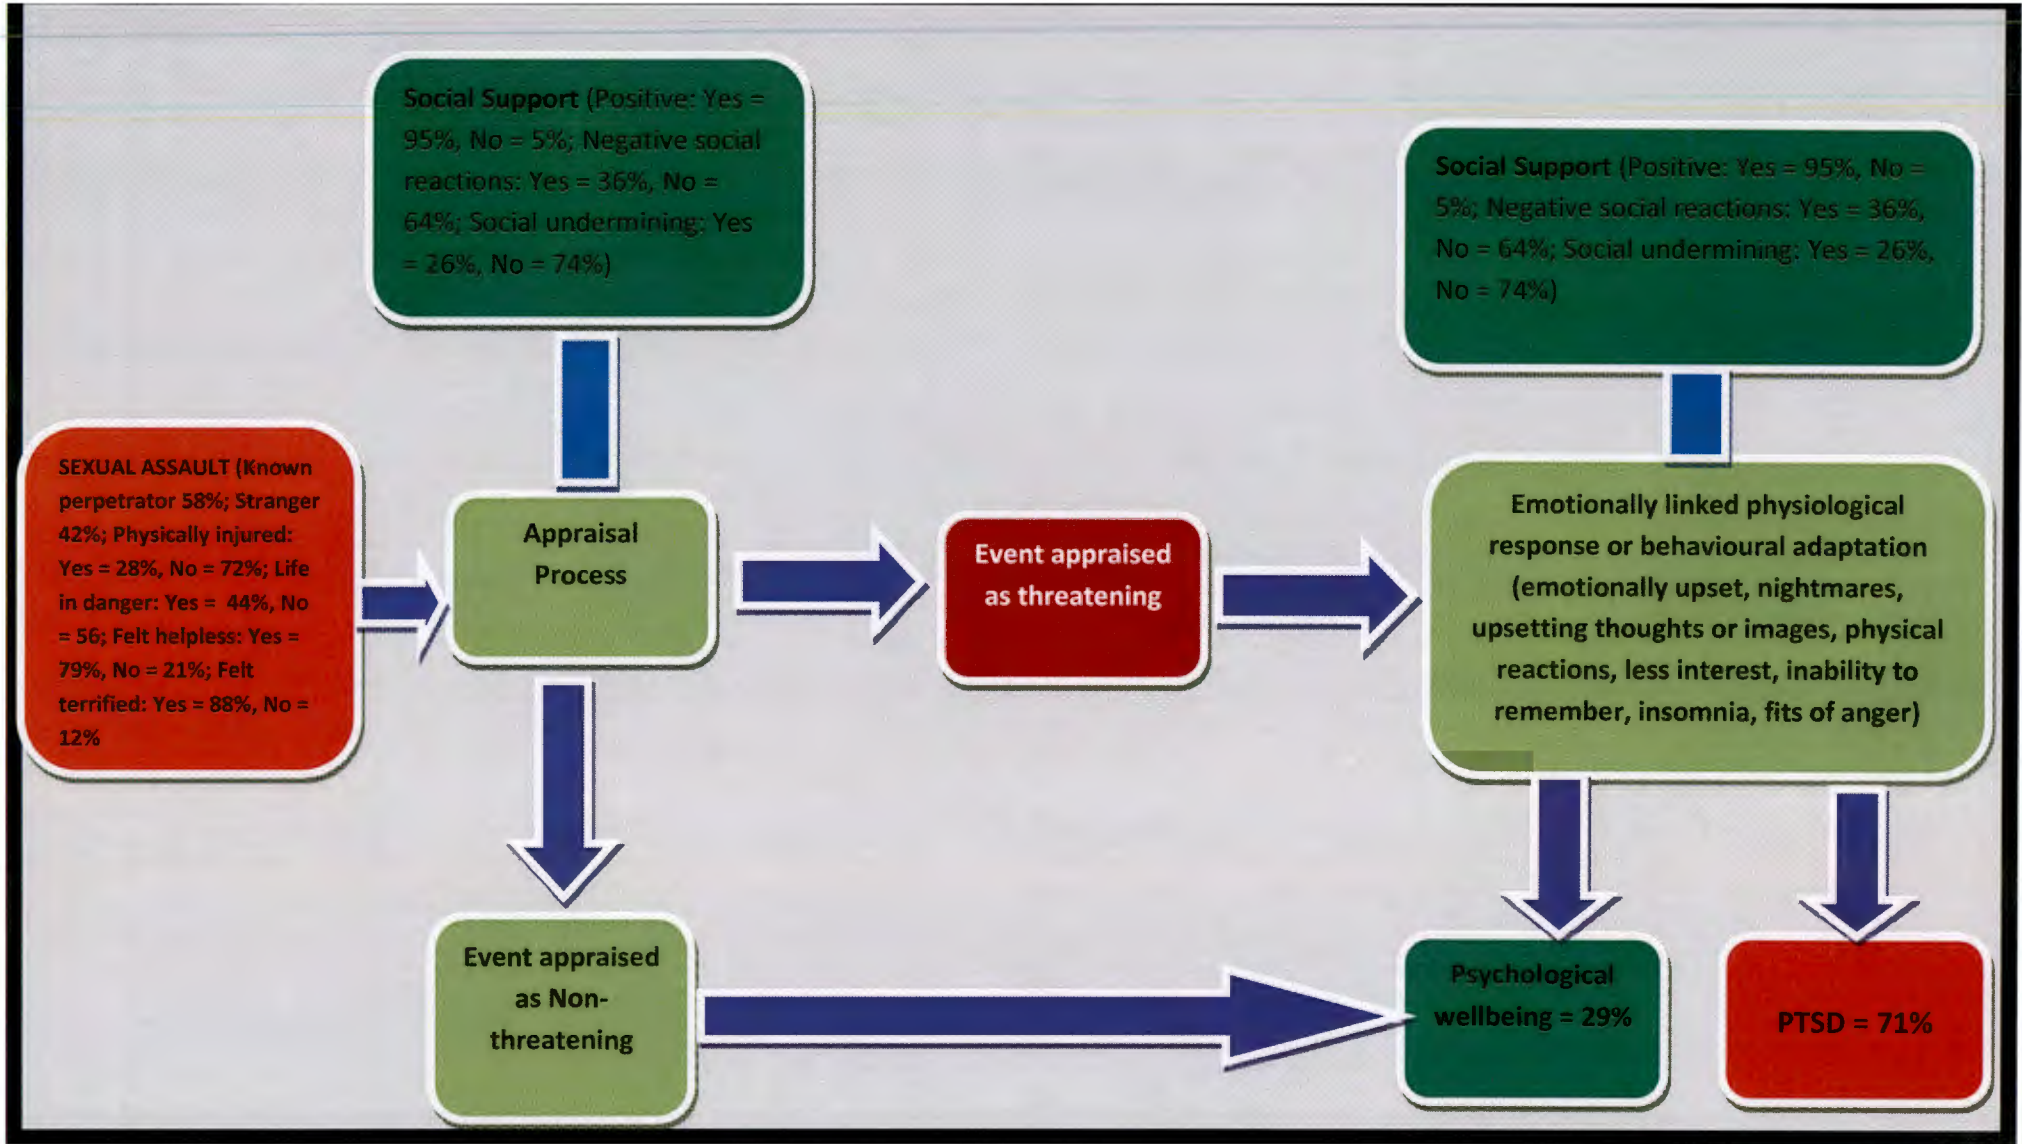 Social Support (Positive: Yes =
95%, No = 5%; Negative social
reactions: Yes = 36%, No =
64%; Social undermining: Yes
= 26%, No = 74%)
Social Support (Positive: Yes = 95%, No =
5%; Negative social reactions: Yes = 36%,
No = 64%; Social undermining: Yes = 26%,
No = 74%)
SEXUAL ASSAULT (Known
perpetrator 58%; Stranger
42%; Physically injured:
Yes = 28%, No = 72%; Life
in danger: Yes = 44%, No
= 56; Felt helpless: Yes =
79%, No = 21%; Felt
terrified: Yes = 88%, No =
12%
Appraisal
Process
Event appraised
as threatening
Emotionally linked physiological
response or behavioural adaptation
(emotionally upset, nightmares,
upsetting thoughts or images, physical
reactions, less interest, inability to
remember, insomnia, fits of anger)
Event appraised
as Non-
threatening
Psychological
wellbeing = 29%
PTSD = 71%